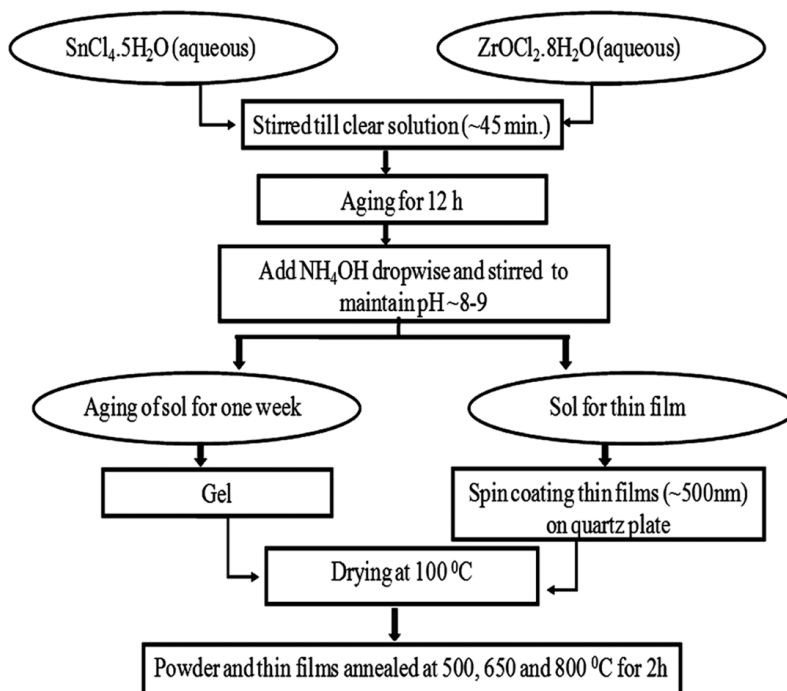 SnCl₄.5H₂O (aqueous)
ZrOCl₂.8H₂O (aqueous)
Stirred till clear solution (~45 min.)
Aging for 12 h
Add NH₄OH dropwise and stirred to
maintain pH ~8-9
Aging of sol for one week
Sol for thin film
Gel
Spin coating thin films (~500nm)
on quartz plate
Drying at 100 ⁰C
Powder and thin films annealed at 500, 650 and 800 ⁰C for 2h